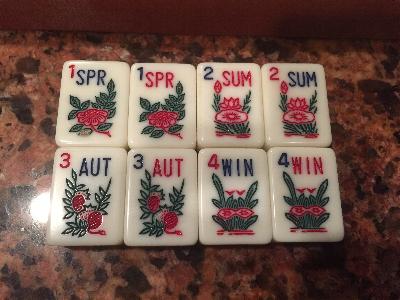 1 SPR 1 SPR 2 SUM 2 SUM
3 AUT 3 AUT 4 WIN 4 WIN